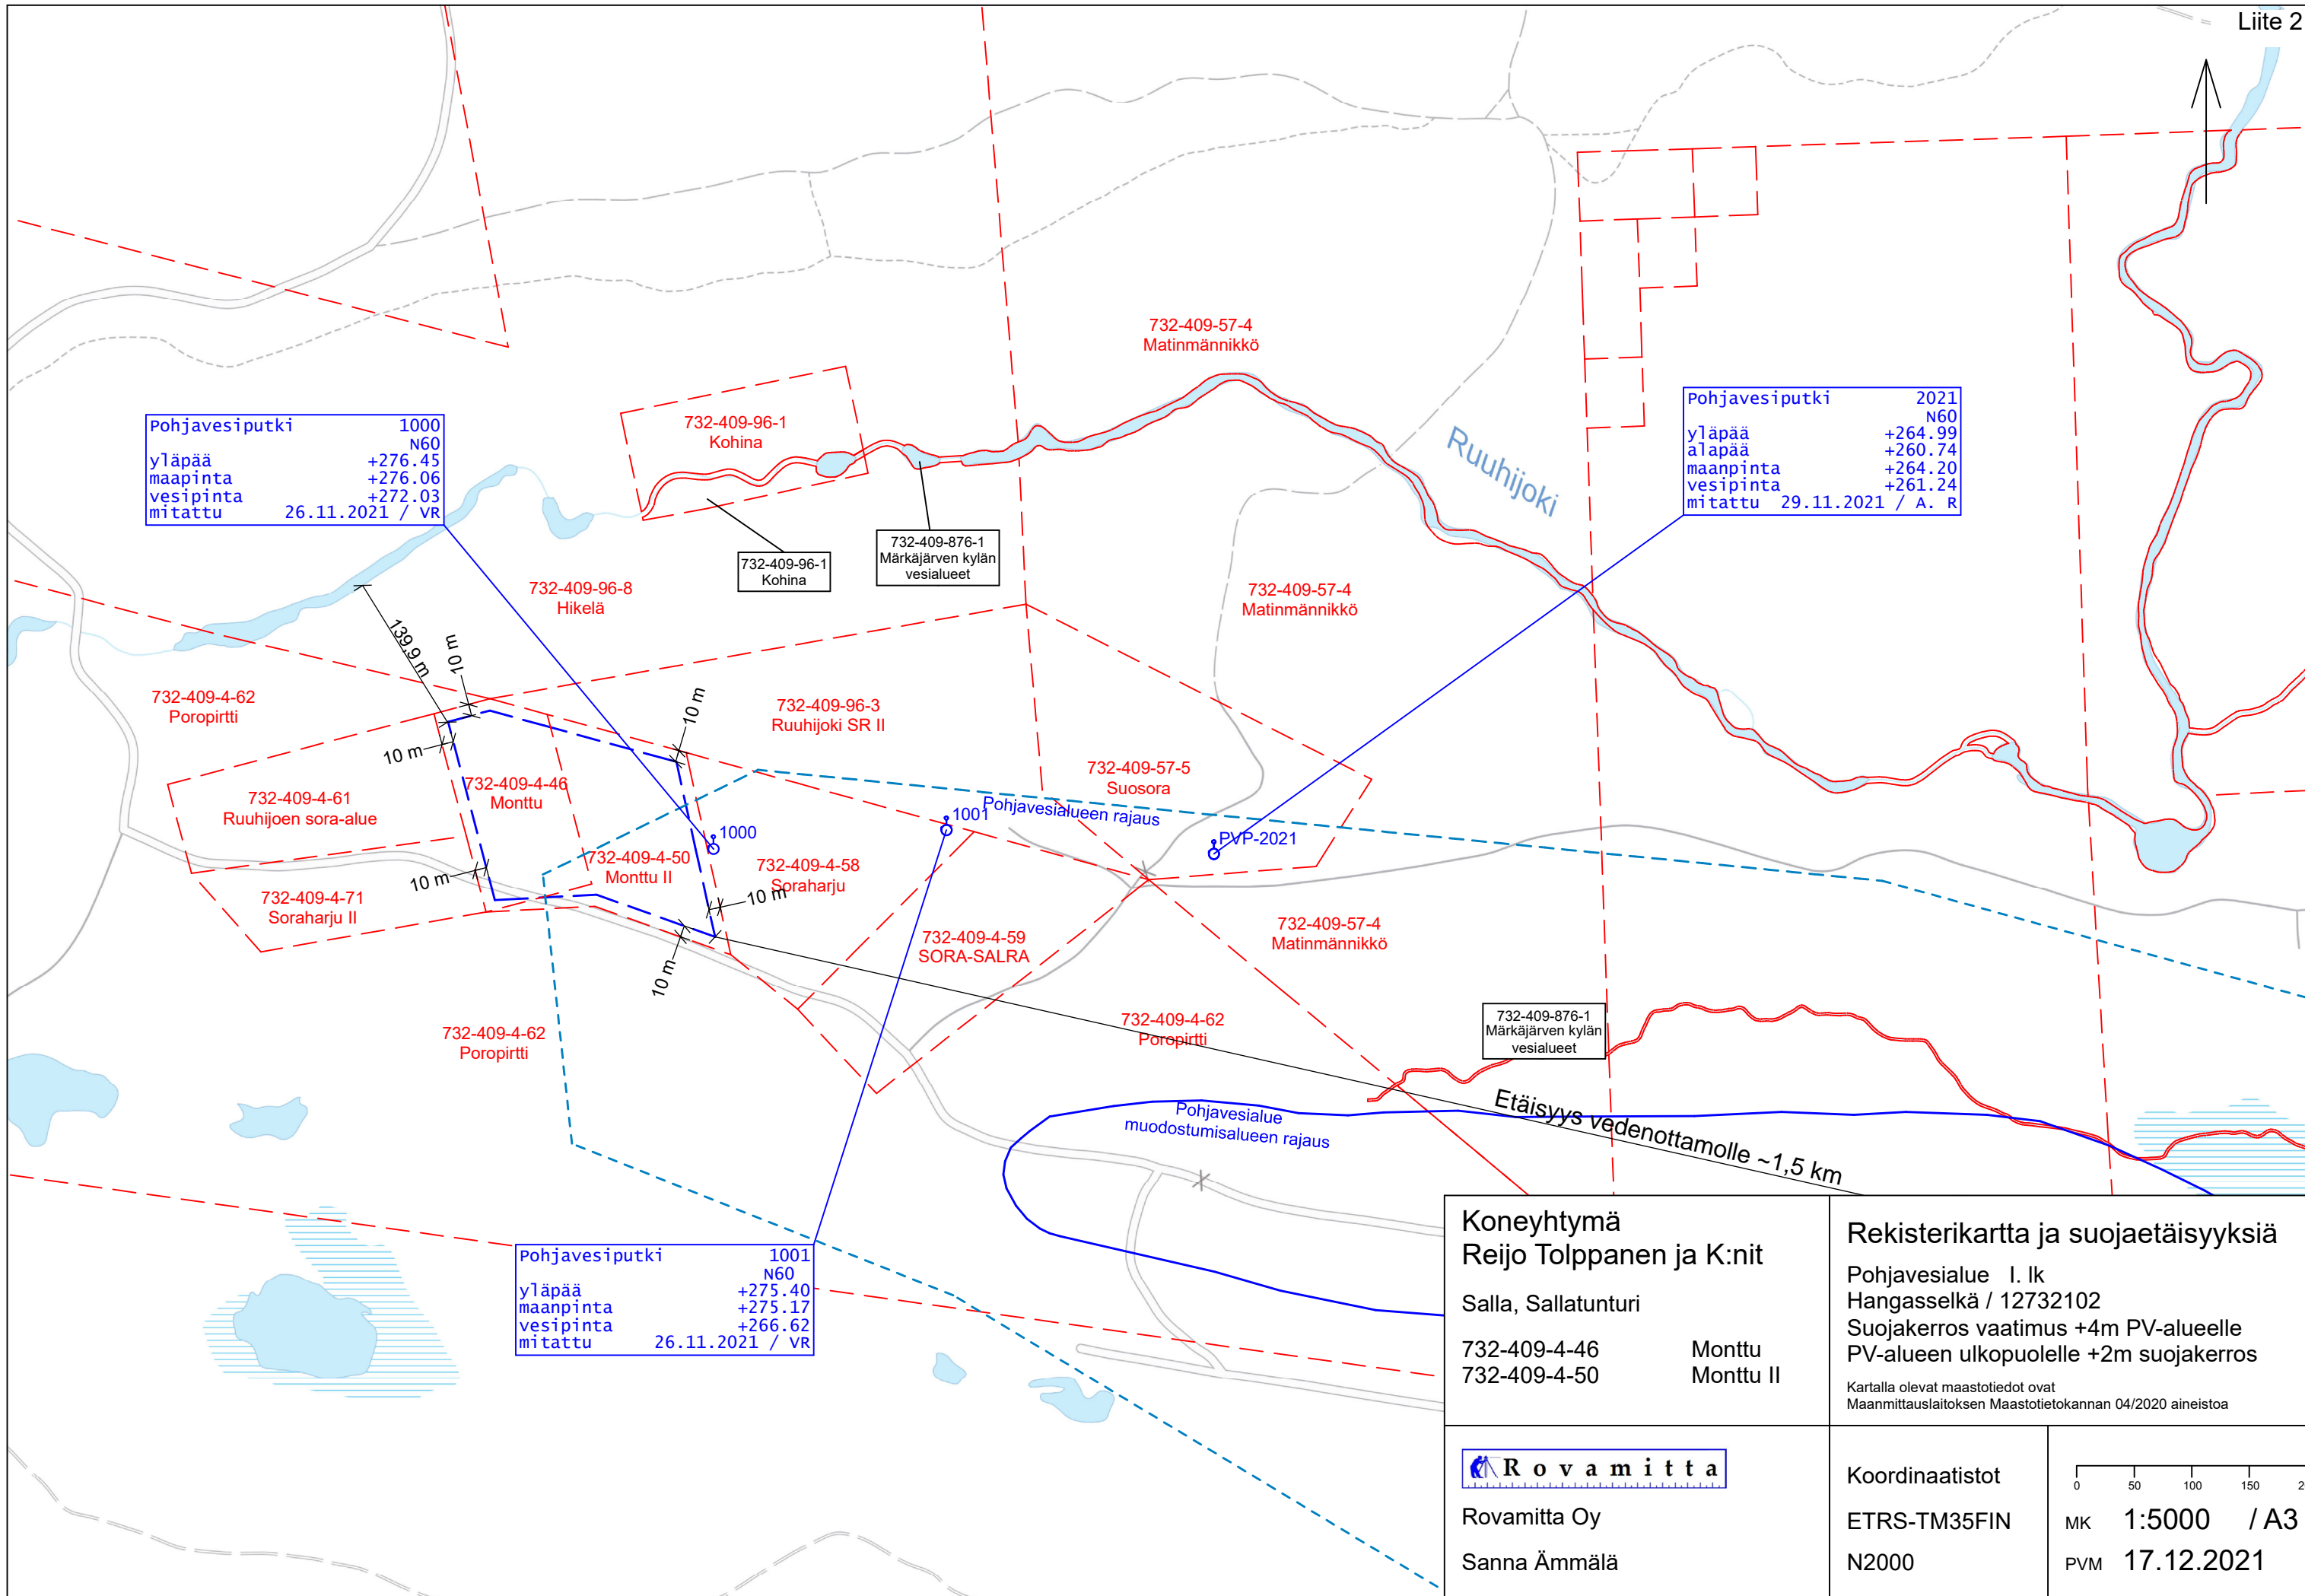 Liite 2
732-409-57-4
Matinmännikkö
Pohjavesiputki 1000
N60
yläpää +276.45
maapinta +276.06
vesipinta +272.03
mitattu 26.11.2021 / VR
732-409-96-1
Kohina
Ruuhijoki
Pohjavesiputki 2021
N60
yläpää +264.99
alapää +260.74
maanpinta +264.20
vesipinta +261.24
mitattu 29.11.2021 / A. R
732-409-96-1
Kohina
732-409-876-1
Märkäjärven kylän
vesialueet
732-409-96-8
Hikelä
732-409-57-4
Matinmännikkö
139,9 m
10 m
732-409-4-62
Poropirtti
10 m
732-409-96-3
Ruuhijoki SR II
10 m
732-409-4-46
Monttu
732-409-57-5
Suosora
732-409-4-61
Ruuhijoen sora-alue
Pohjavesialueen rajaus
1001
1000
PVP-2021
732-409-4-50
Monttu II
732-409-4-58
Soraharju
10 m
10 m
732-409-4-71
Soraharju II
732-409-4-59
SORA-SALRA
732-409-57-4
Matinmännikkö
10 m
732-409-4-62
Poropirtti
732-409-4-62
Poropirtti
732-409-876-1
Märkäjärven kylän
vesialueet
Pohjavesialue
muodostumisalueen rajaus
Etäisyys vedenottamolle ~1,5 km
Pohjavesiputki 1001
N60
yläpää +275.40
maanpinta +275.17
vesipinta +266.62
mitattu 26.11.2021 / VR
Koneyhtymä
Reijo Tolppanen ja K:nit
Salla, Sallatunturi
732-409-4-46 Monttu
732-409-4-50 Monttu II
Rekisterikartta ja suojaetäisyyksiä
Pohjavesialue I. lk
Hangasselkä / 12732102
Suojakerros vaatimus +4m PV-alueelle
PV-alueen ulkopuolelle +2m suojakerros
Kartalla olevat maastotiedot ovat
Maanmittauslaitoksen Maastotietokannan 04/2020 aineistoa
Rovamitta
Rovamitta Oy
Sanna Ämmälä
Koordinaatistot
ETRS-TM35FIN
N2000
0 50 100 150
MK 1:5000 / A3
PVM 17.12.2021